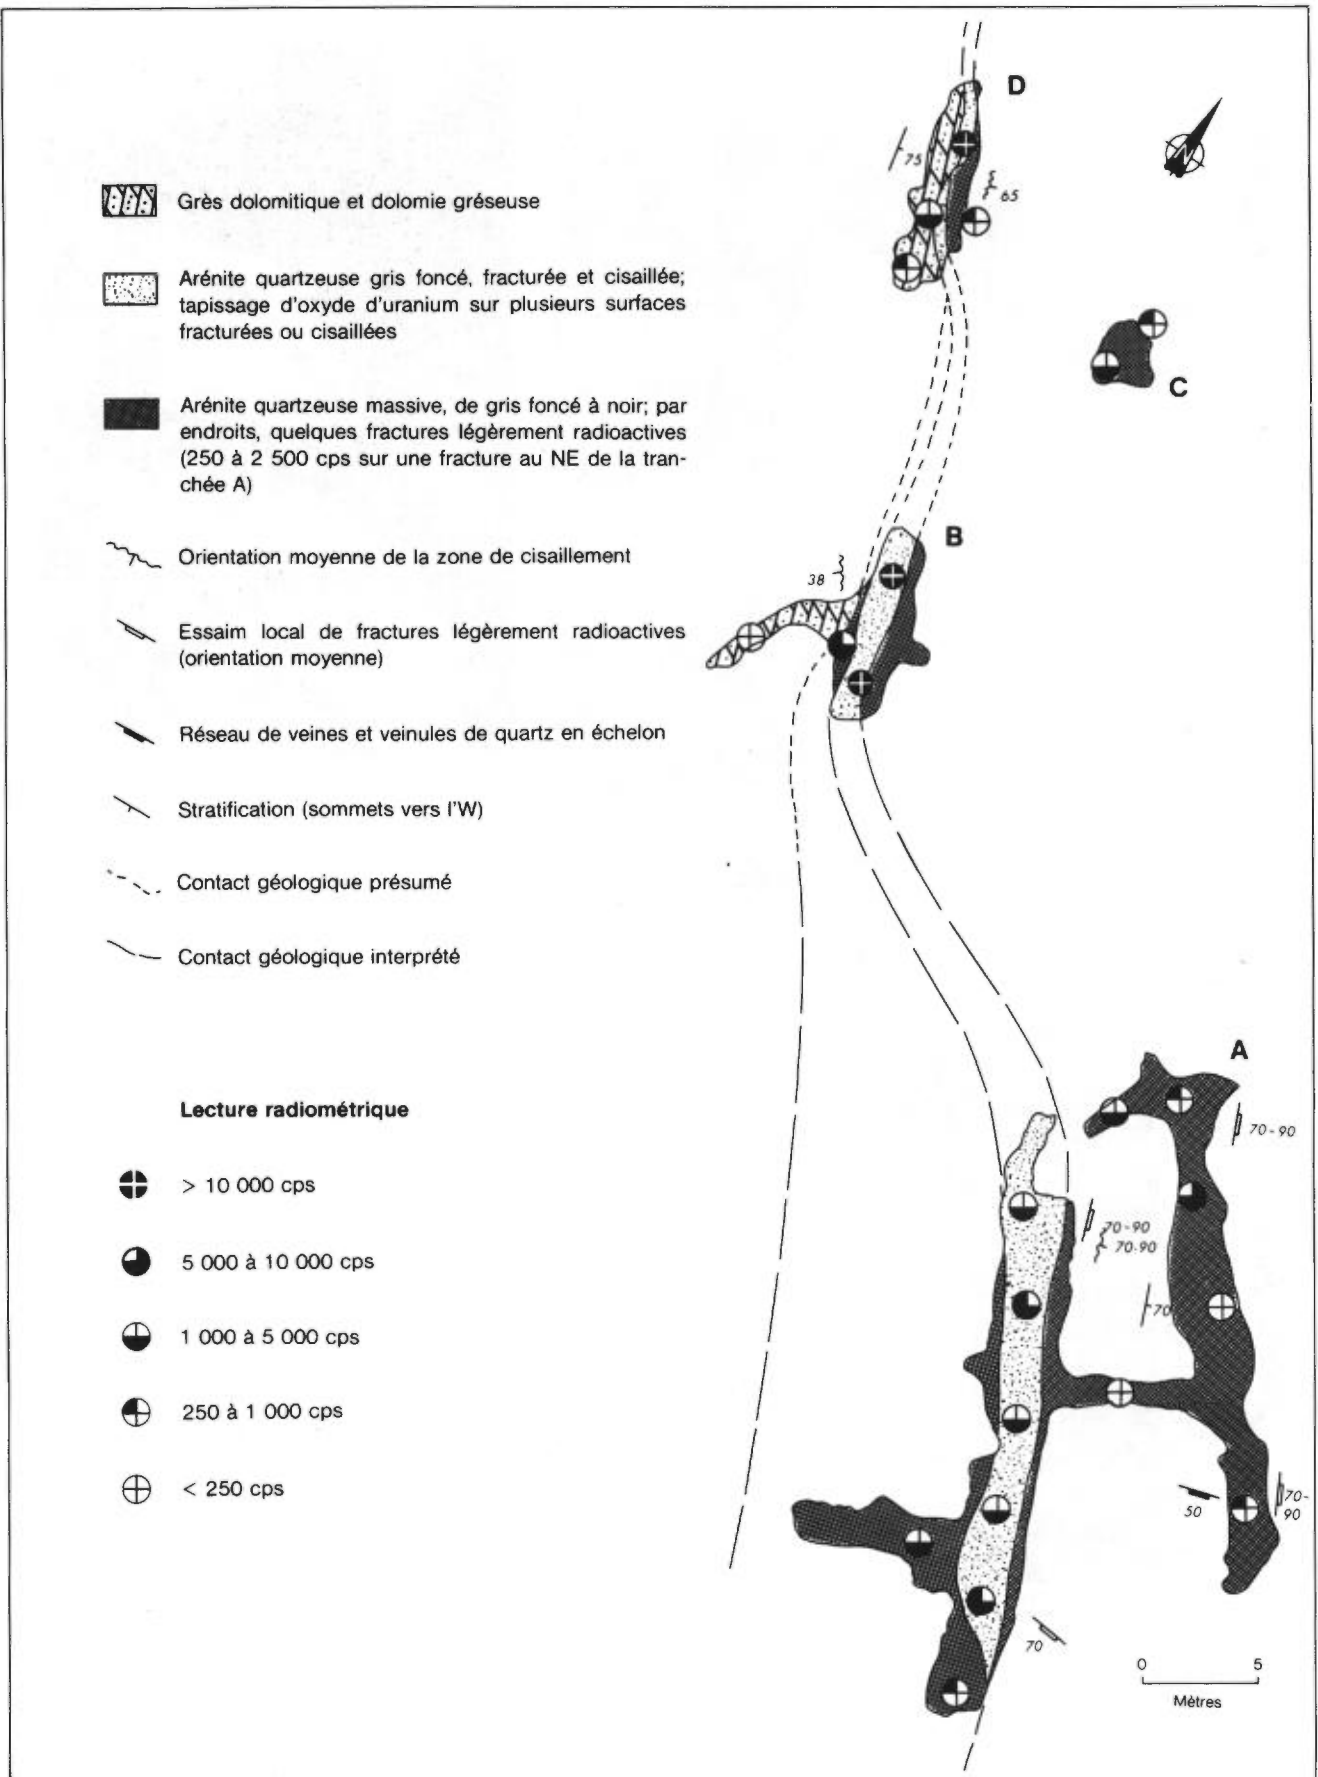 D
N
75
65
Grès dolomitique et dolomie gréseuse
Arénite quartzeuse gris foncé, fracturée et cisaillée;
tapissage d'oxyde d'uranium sur plusieurs surfaces
fracturées ou cisaillées
C
Arénite quartzeuse massive, de gris foncé à noir; par
endroits, quelques fractures légèrement radioactives
(250 à 2 500 cps sur une fracture au NE de la tran-
chée A)
B
Orientation moyenne de la zone de cisaillement
38
Essaim local de fractures légèrement radioactives
(orientation moyenne)
Réseau de veines et veinules de quartz en échelon
Stratification (sommets vers l'W)
Contact géologique présumé
Contact géologique interprété
A
Lecture radiométrique
70-90
> 10 000 cps
70-90
70-90
5 000 à 10 000 cps
70
1 000 à 5 000 cps
250 à 1 000 cps
< 250 cps
50
70-
90
70
0 5
Mètres